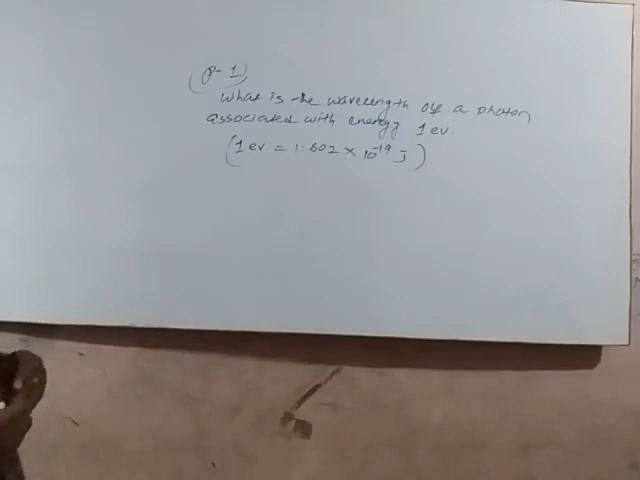 (P-1)
What is the wavelength of a photon
associated with energy 1 ev.
(1 ev = 1.602 × 10⁻¹⁹ J)